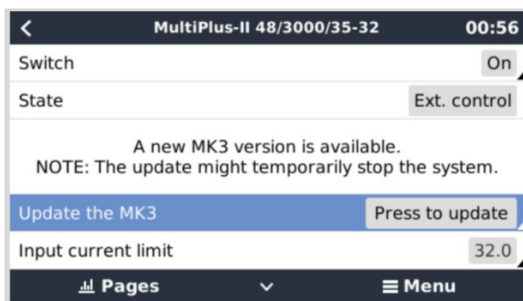 MultiPlus-II 48/3000/35-32 00:56
Switch On
State Ext. control
A new MK3 version is available.
NOTE: The update might temporarily stop the system.
Update the MK3 Press to update
Input current limit 32.0
Pages Menu